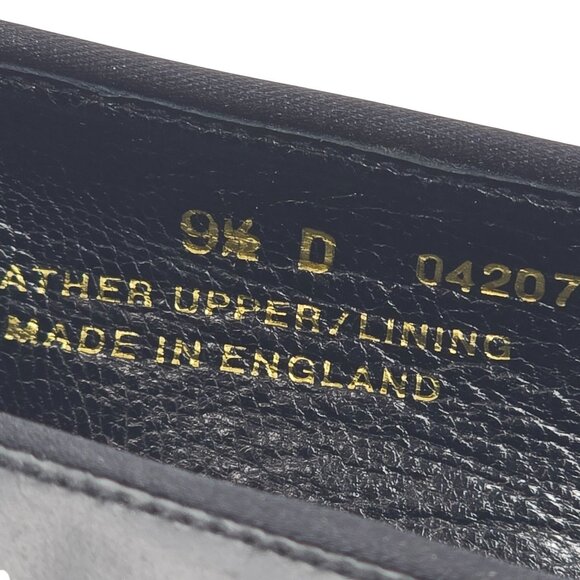 9½ D 04207
ATHER UPPER/LINING
MADE IN ENGLAND